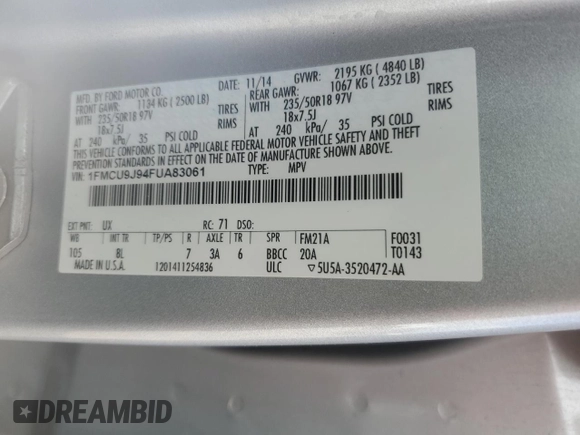 MFD. BY FORD MOTOR CO.
11/14 GVWR: 2195 KG ( 4840 LB)
FRONT GAWR: 1134 KG ( 2500 LB)
REAR GAWR: 1067 KG ( 2352 LB)
WITH 235/50R18 97V TIRES
WITH 235/50R18 97V TIRES
18x7.5J RIMS
18x7.5J RIMS
AT 240 kPa/ 35 PSI COLD
AT 240 kPa/ 35 PSI COLD
THIS VEHICLE CONFORMS TO ALL APPLICABLE FEDERAL MOTOR VEHICLE SAFETY AND BUMPER
AND THEFT PREVENTION STANDARDS IN EFFECT ON THE DATE OF MANUFACTURE SHOWN ABOVE.
VIN: 1FMCU9J94FUA83061 TYPE: MPV
EXT PNT: UX RC: 71 DSO:
WB INT TR TP/PS R AXLE TR SPR FM21A F0031
105 BL 7 3A 6 BBCC 20A T0143
MADE IN U.S.A. 1201411254836 ULC ▽5U5A-3520472-AA
DREAMBID